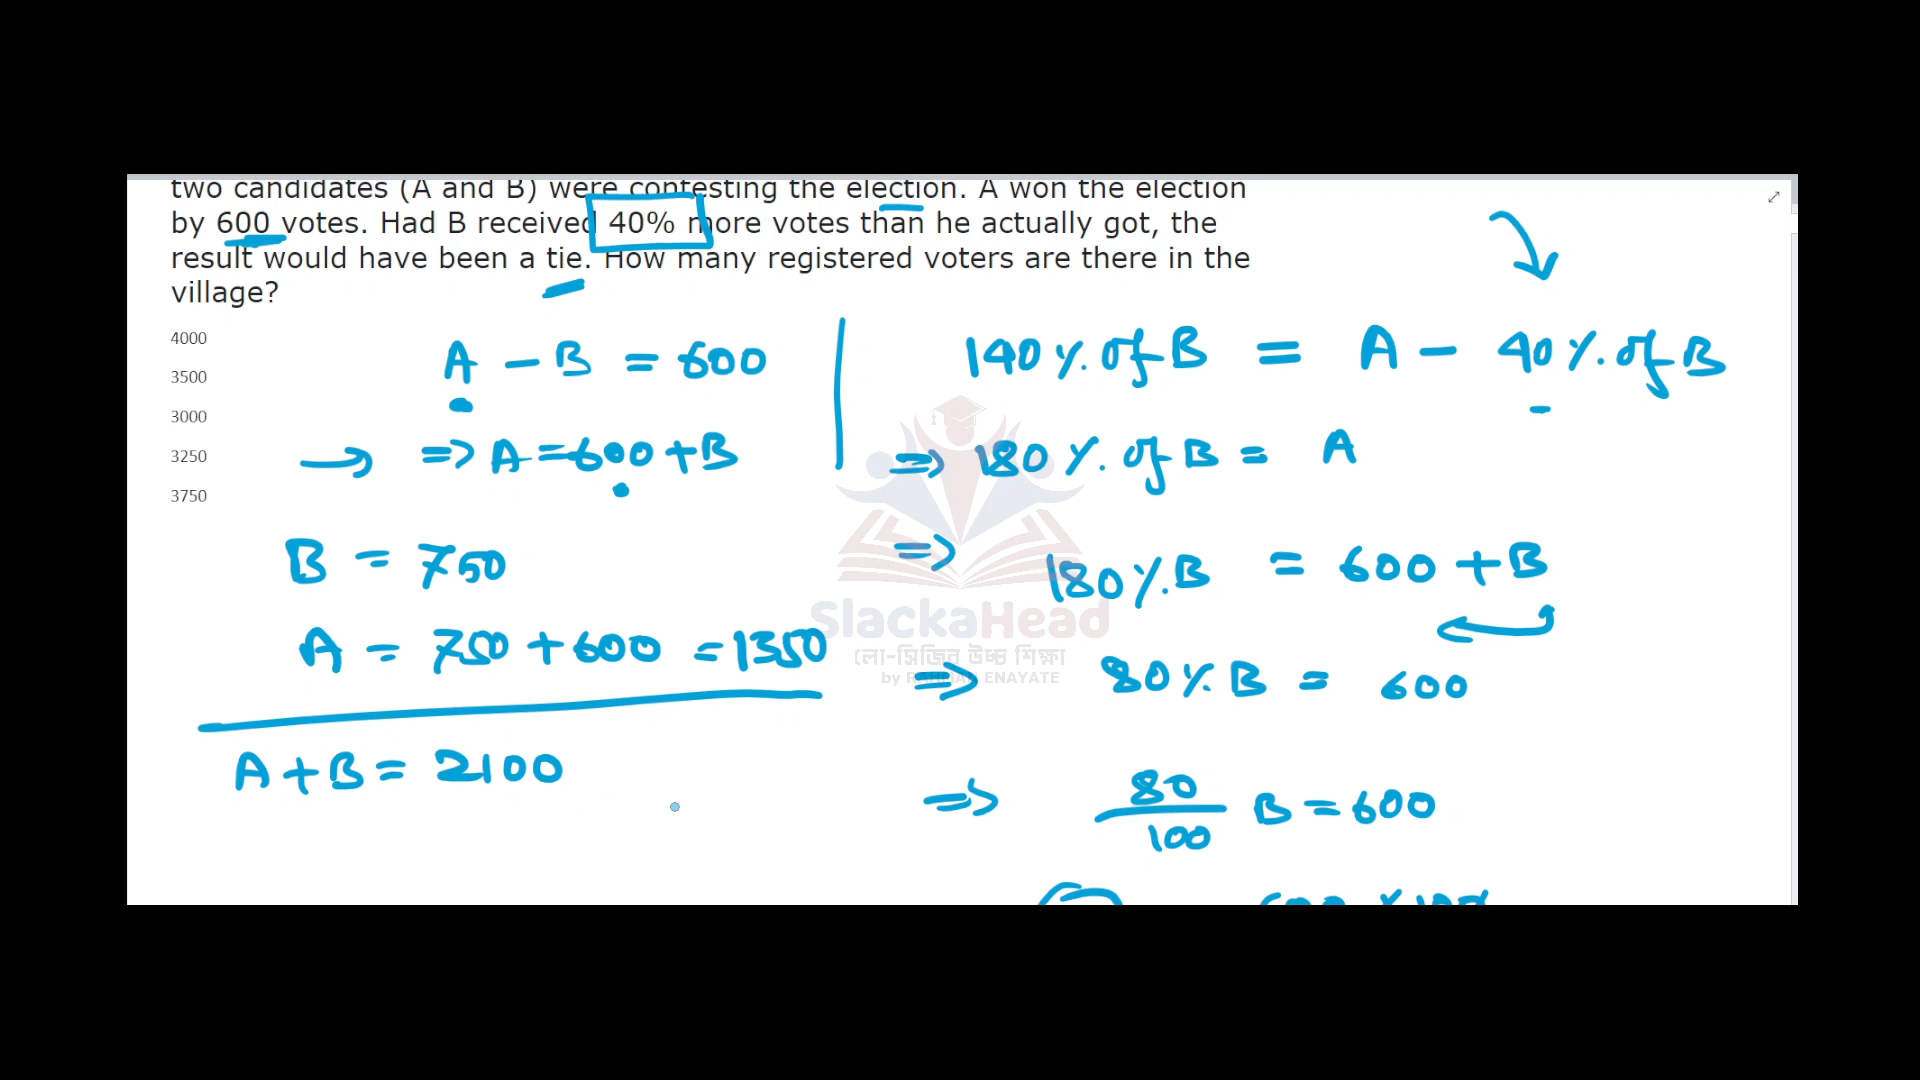 two candidates (A and B) were contesting the election. A won the election
by 600 votes. Had B received 40% more votes than he actually got, the
result would have been a tie. How many registered voters are there in the
village?
4000
3500
3000
3250
3750
A - B = 600
⇒ A = 600 + B
B = 750
A = 750 + 600 = 1350
A + B = 2100
140 %. of B = A - 40 %. of B
⇒ 180 %. of B = A
⇒ 180 %. B = 600 + B
⇒ 80 %. B = 600
⇒ 80/100 B = 600
SlackaHead
by RAHMAN ENAYATE